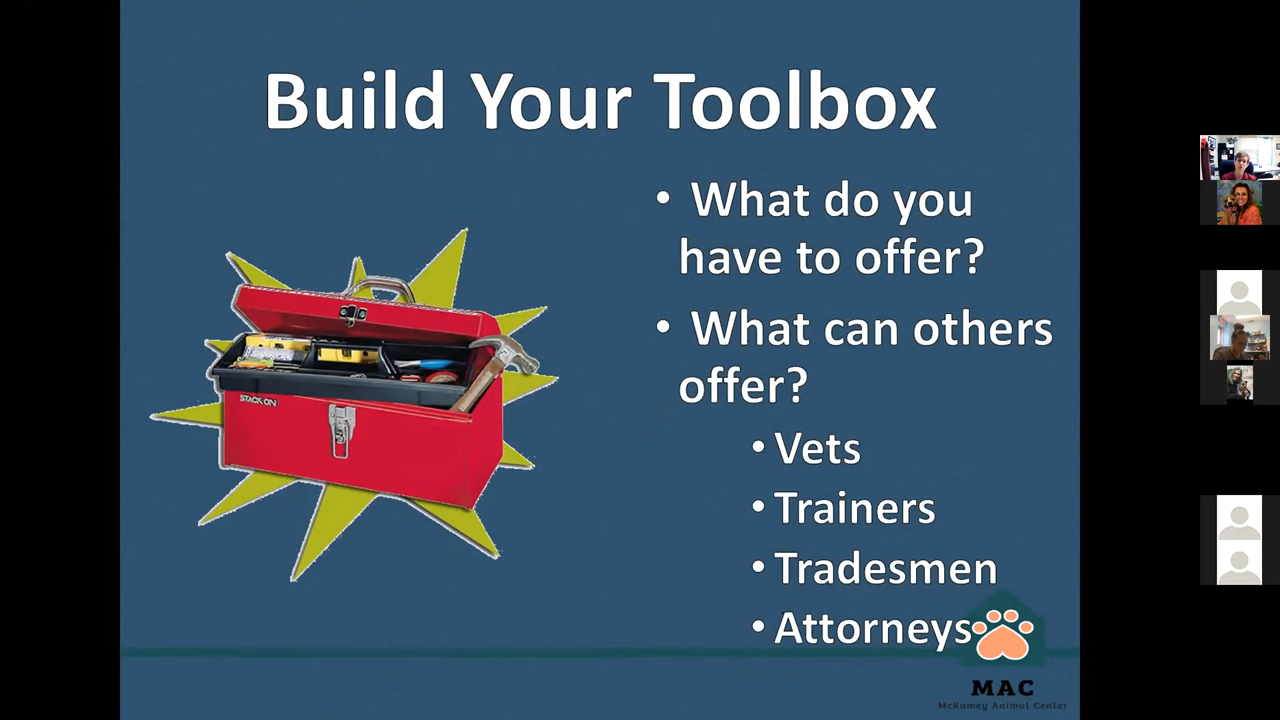 Build Your Toolbox
• What do you
have to offer?
• What can others
offer?
• Vets
• Trainers
• Tradesmen
• Attorneys
STACK ON
MAC
McKamey Animal Center